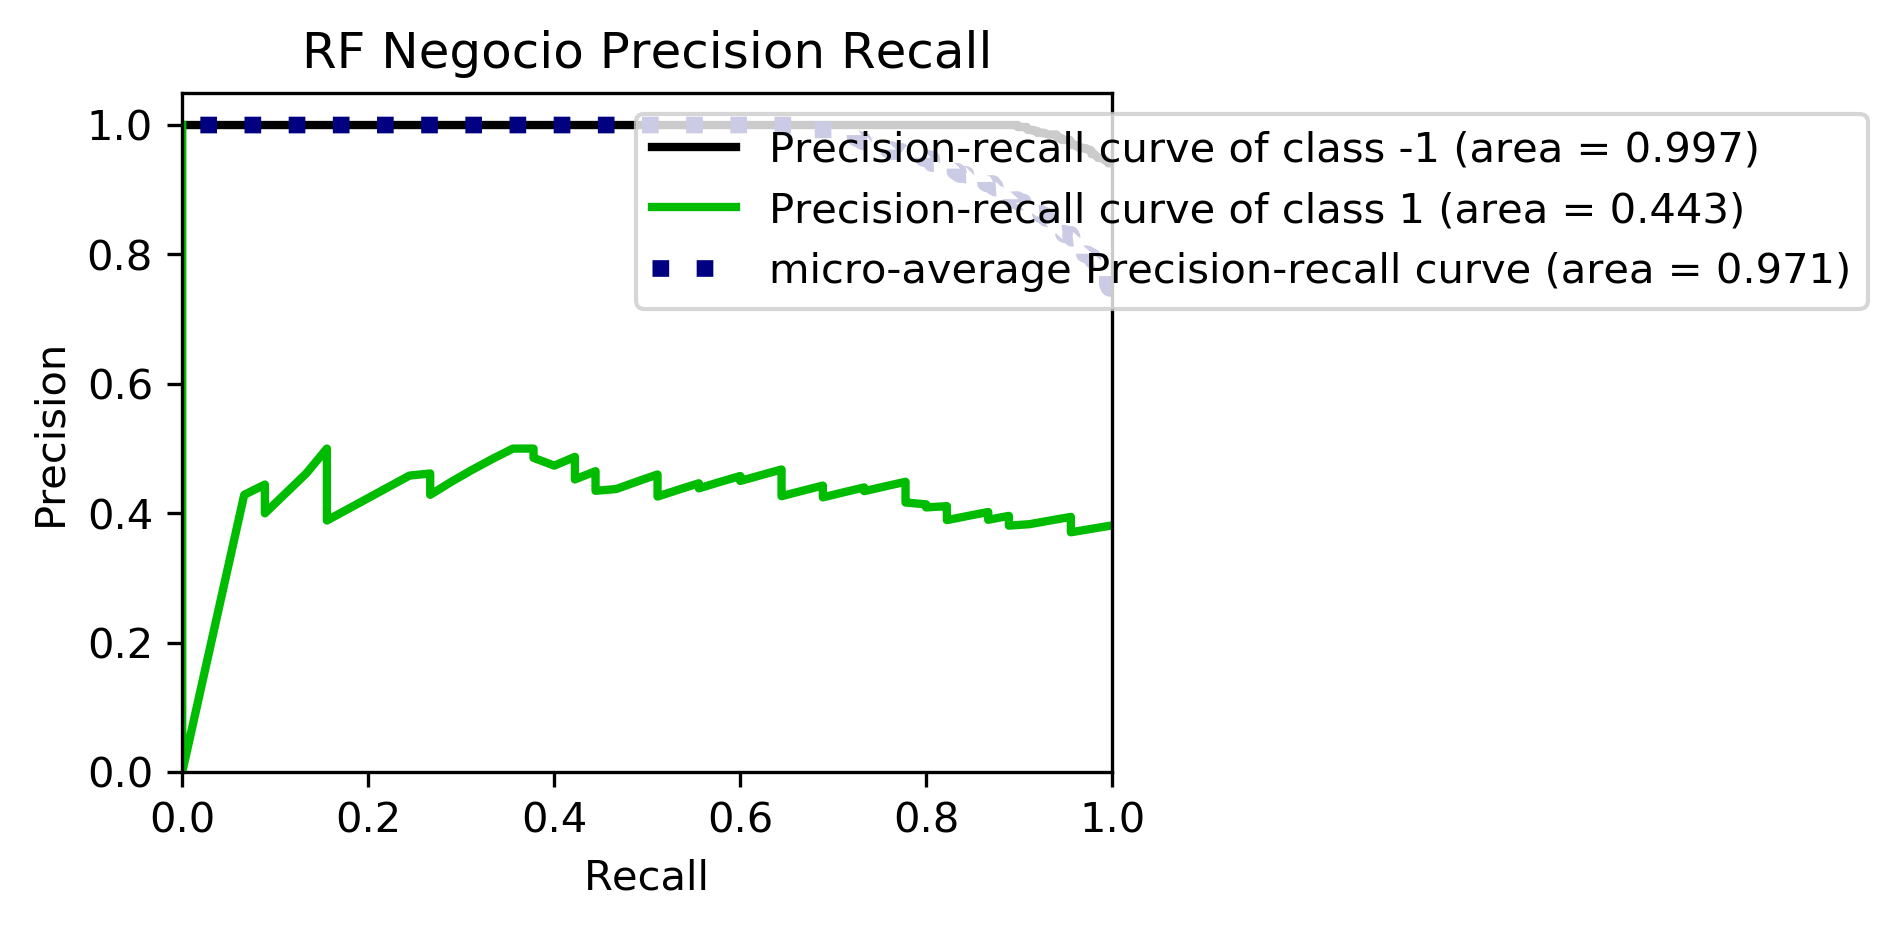 RF Negocio Precision Recall
Precision
1.0
0.8
0.6
0.4
0.2
0.0
Precision-recall curve of class -1 (area = 0.997)
Precision-recall curve of class 1 (area = 0.443)
micro-average Precision-recall curve (area = 0.971)
0.0 0.2 0.4 0.6 0.8 1.0
Recall